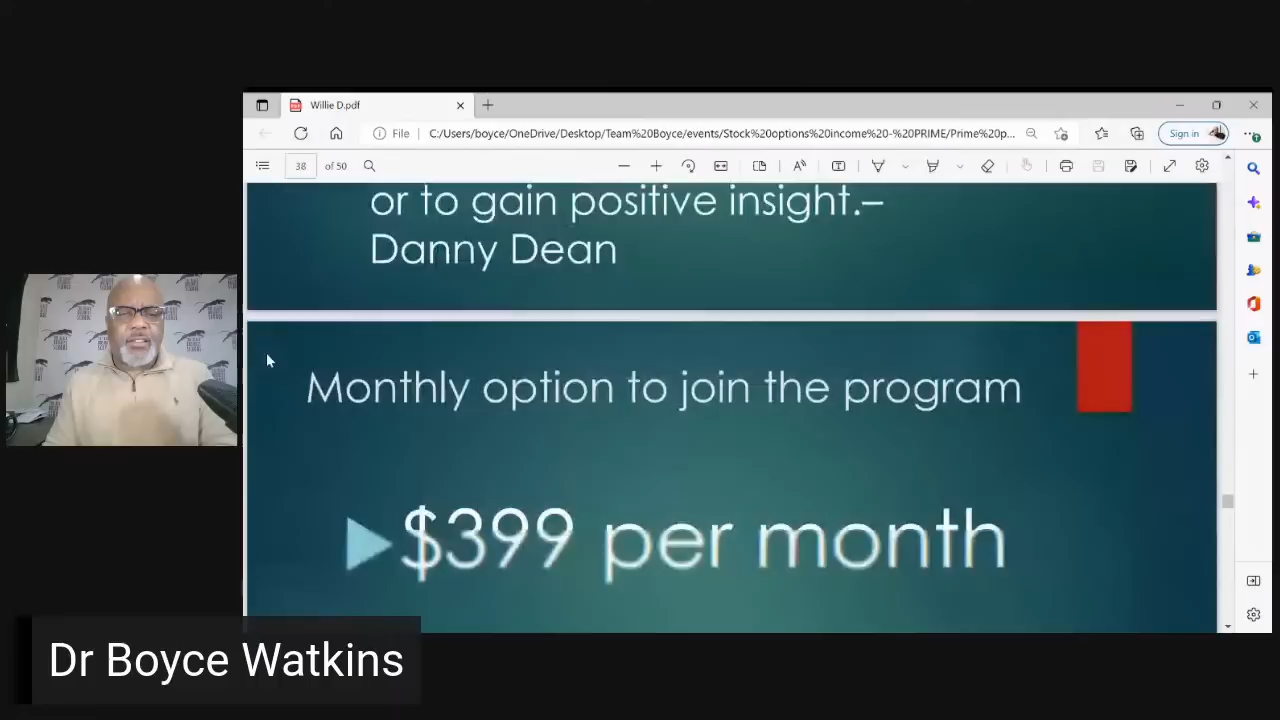 Willie D.pdf
File
C:/Users/boyce/OneDrive/Desktop/Team%20Boyce/events/Stock%20options%20income%20-%20PRIME/Prime%20p...
Sign in
38 of 50
or to gain positive insight.–
Danny Dean
Monthly option to join the program
$399 per month
Dr Boyce Watkins